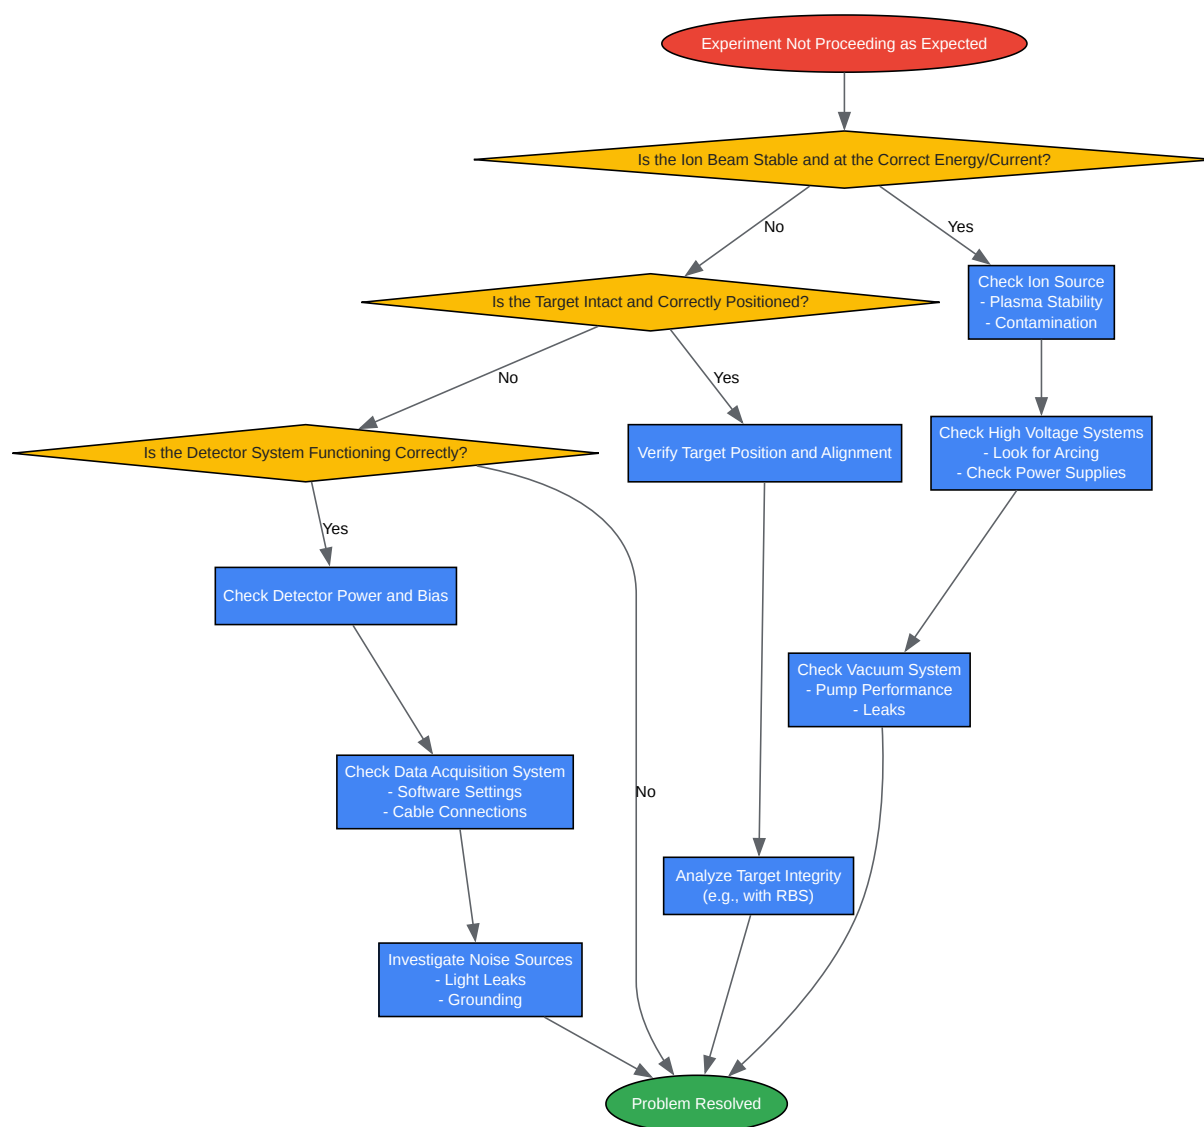 Experiment Not Proceeding as Expected
Is the Ion Beam Stable and at the Correct Energy/Current?
No
Yes
Is the Target Intact and Correctly Positioned?
Check Ion Source
- Plasma Stability
- Contamination
No
Yes
Is the Detector System Functioning Correctly?
Verify Target Position and Alignment
Check High Voltage Systems
- Look for Arcing
- Check Power Supplies
Yes
Check Detector Power and Bias
Check Vacuum System
- Pump Performance
- Leaks
Check Data Acquisition System
- Software Settings
- Cable Connections
No
Analyze Target Integrity
(e.g., with RBS)
Investigate Noise Sources
- Light Leaks
- Grounding
Problem Resolved